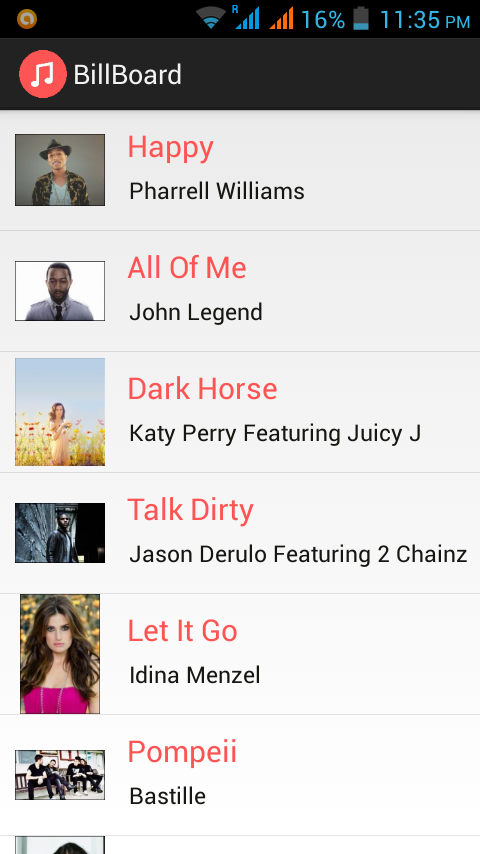 R 16% 11:35 PM
BillBoard
Happy
Pharrell Williams
All Of Me
John Legend
Dark Horse
Katy Perry Featuring Juicy J
Talk Dirty
Jason Derulo Featuring 2 Chainz
Let It Go
Idina Menzel
Pompeii
Bastille